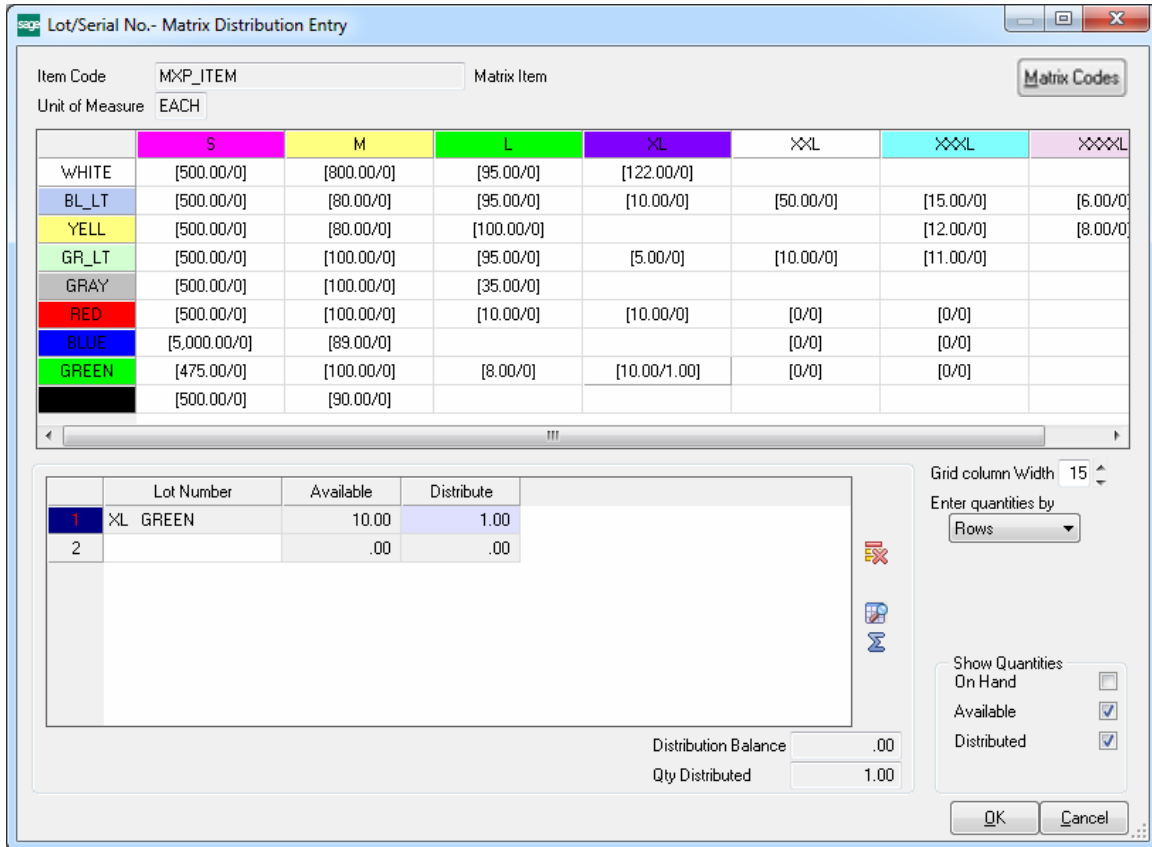 sage Lot/Serial No.- Matrix Distribution Entry
Item Code MXP_ITEM Matrix Item Matrix Codes
Unit of Measure EACH
S M L XL XXL XXXL XXXXL
WHITE [500.00/0] [800.00/0] [95.00/0] [122.00/0]
BL_LT [500.00/0] [80.00/0] [95.00/0] [10.00/0] [50.00/0] [15.00/0] [6.00/0]
YELL [500.00/0] [80.00/0] [100.00/0] [12.00/0] [8.00/0]
GR_LT [500.00/0] [100.00/0] [95.00/0] [5.00/0] [10.00/0] [11.00/0]
GRAY [500.00/0] [100.00/0] [35.00/0]
RED [500.00/0] [100.00/0] [10.00/0] [10.00/0] [0/0] [0/0]
BLUE [5,000.00/0] [89.00/0] [0/0] [0/0]
GREEN [475.00/0] [100.00/0] [8.00/0] [10.00/1.00] [0/0] [0/0]
[500.00/0] [90.00/0]
Grid column Width 15
Lot Number Available Distribute
Enter quantities by
1 XL GREEN 10.00 1.00
Rows
2 .00 .00
Show Quantities
On Hand
Available
Distributed
Distribution Balance .00
Qty Distributed 1.00
OK Cancel